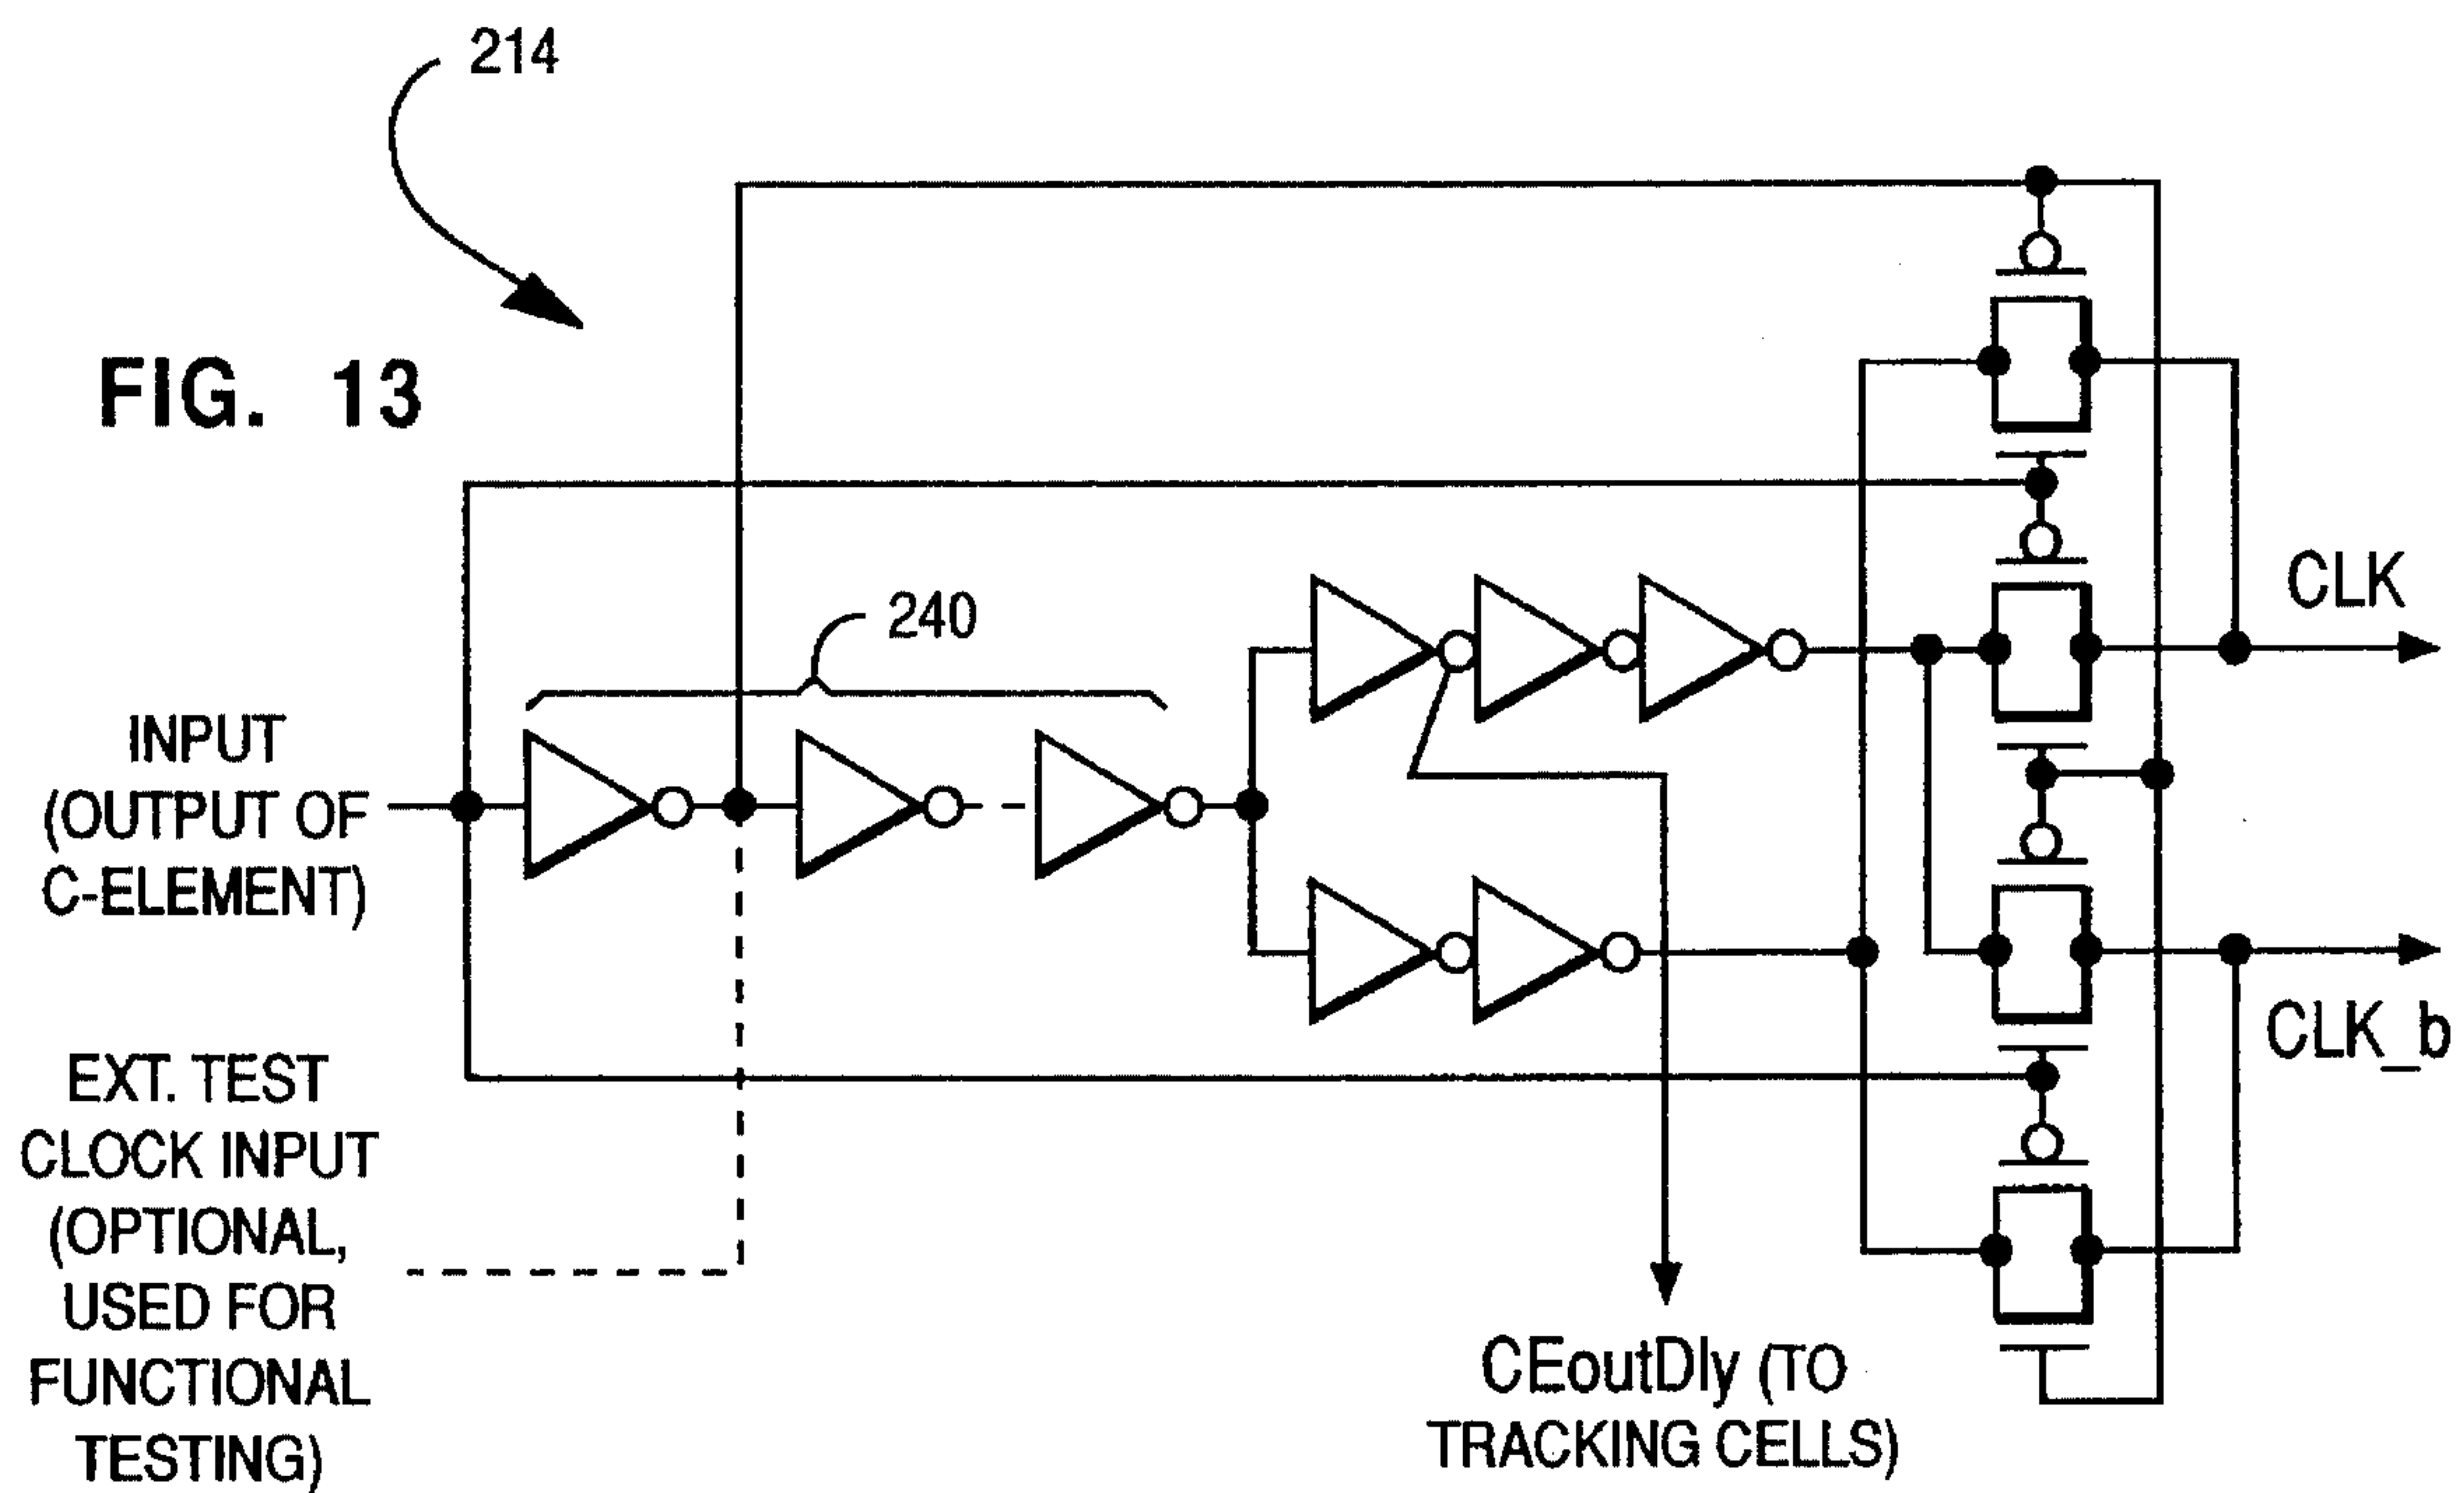 214
FIG. 13
240
CLK
INPUT
(OUTPUT OF
C-ELEMENT)
CLK_b
EXT. TEST
CLOCK INPUT
(OPTIONAL,
USED FOR
FUNCTIONAL
TESTING)
CEoutDly (TO
TRACKING CELLS)